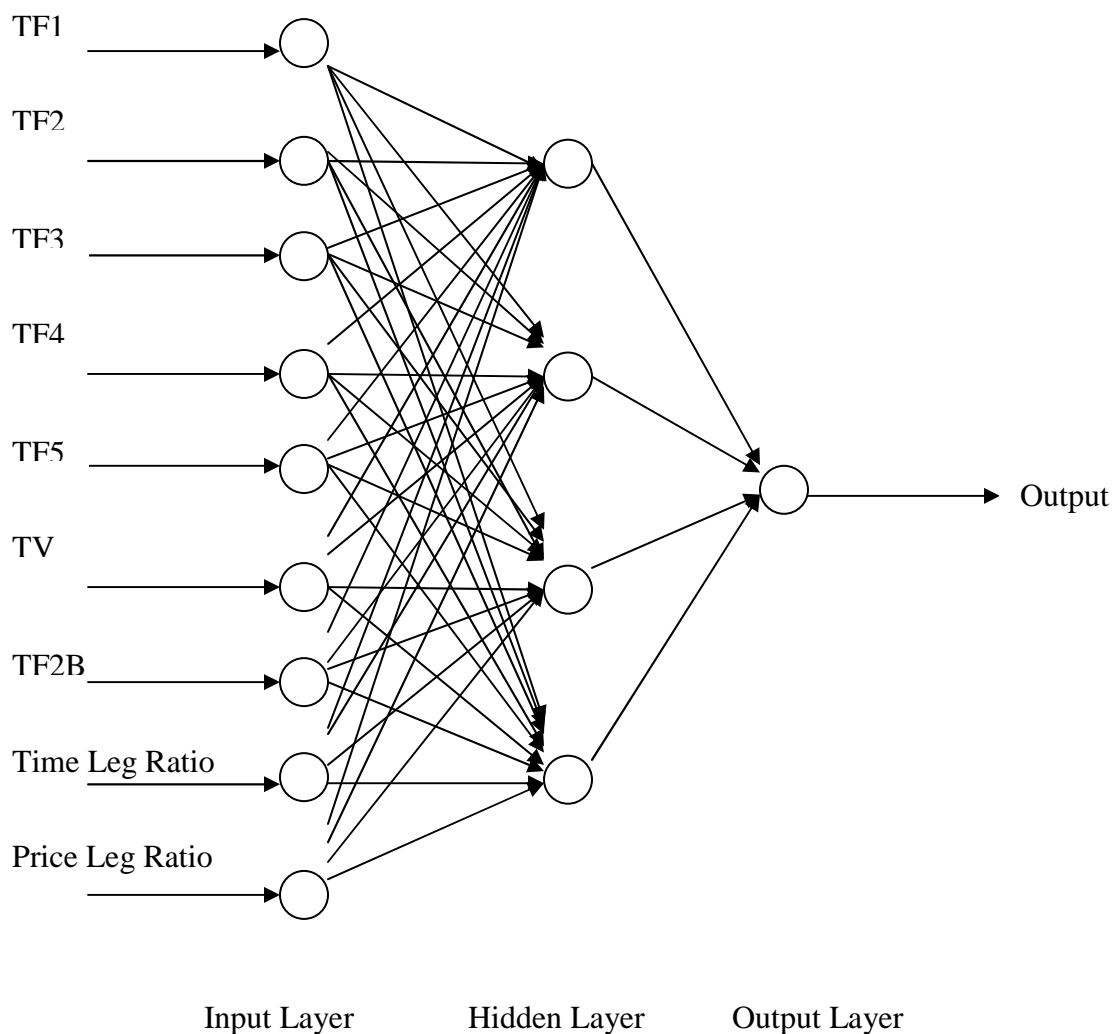 TF1
TF2
TF3
TF4
TF5
TV
TF2B
Time Leg Ratio
Price Leg Ratio
Output
Input Layer Hidden Layer Output Layer